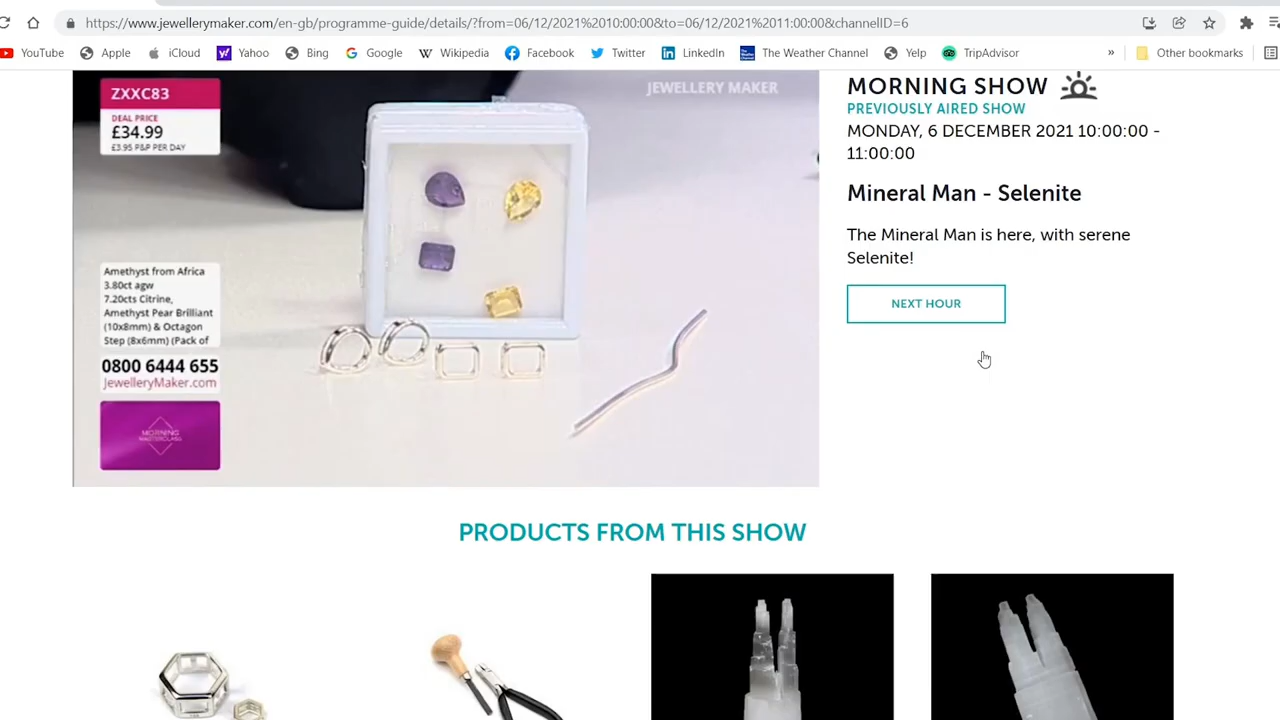 https://www.jewellerymaker.com/en-gb/programme-guide/details/?from=06/12/2021%2010:00:00&to=06/12/2021%2011:00:00&channelID=6
YouTube Apple iCloud Yahoo Bing Google Wikipedia Facebook Twitter LinkedIn The Weather Channel Yelp TripAdvisor » Other bookmarks
ZXXC83
DEAL PRICE
£34.99
£3.95 P&P PER DAY
JEWELLERY MAKER
Amethyst from Africa
3.80ct agw
7.20cts Citrine,
Amethyst Pear Brilliant
(10x8mm) & Octagon
Step (8x6mm) (Pack of
0800 6444 655
JewelleryMaker.com
MORNING
MASTERCLASS
MORNING SHOW
PREVIOUSLY AIRED SHOW
MONDAY, 6 DECEMBER 2021 10:00:00 -
11:00:00
Mineral Man - Selenite
The Mineral Man is here, with serene
Selenite!
NEXT HOUR
PRODUCTS FROM THIS SHOW